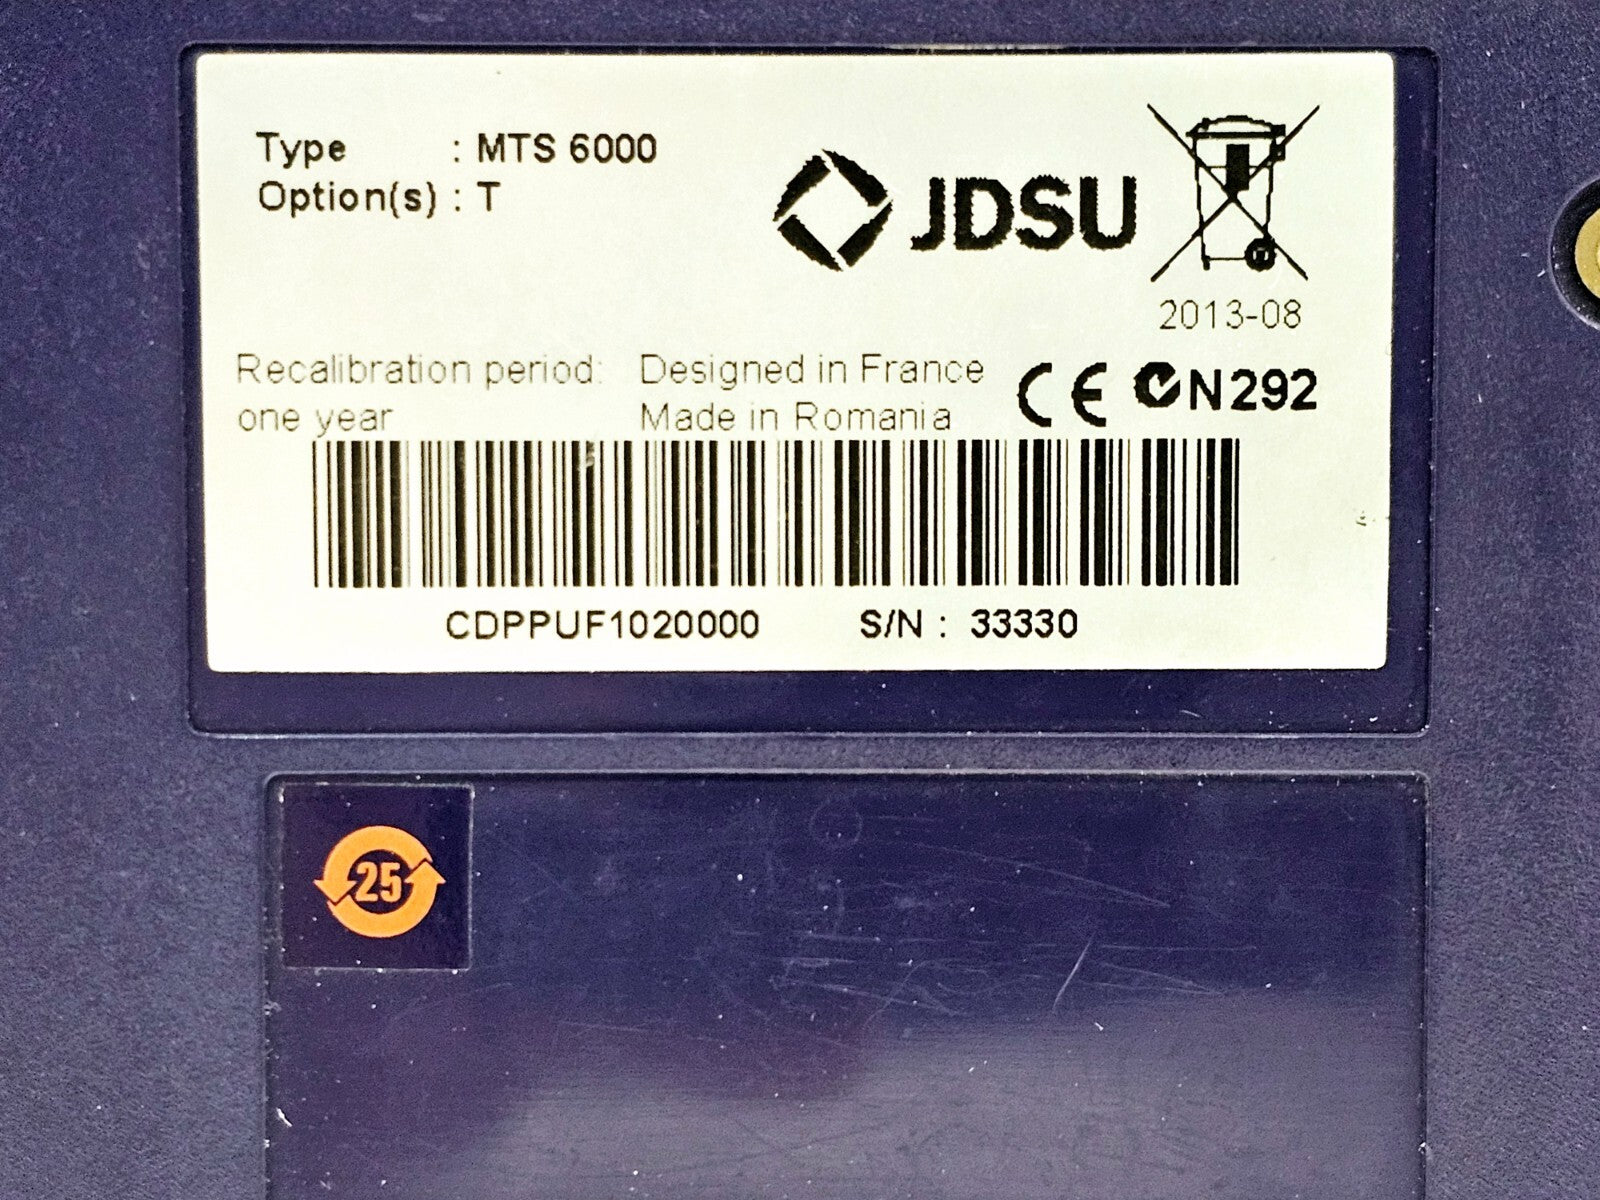 Type : MTS 6000
Option(s) : T
JDSU
2013-08
Recalibration period:
one year
Designed in France
Made in Romania
CE N292
CDPPUF1020000 S/N : 33330
25